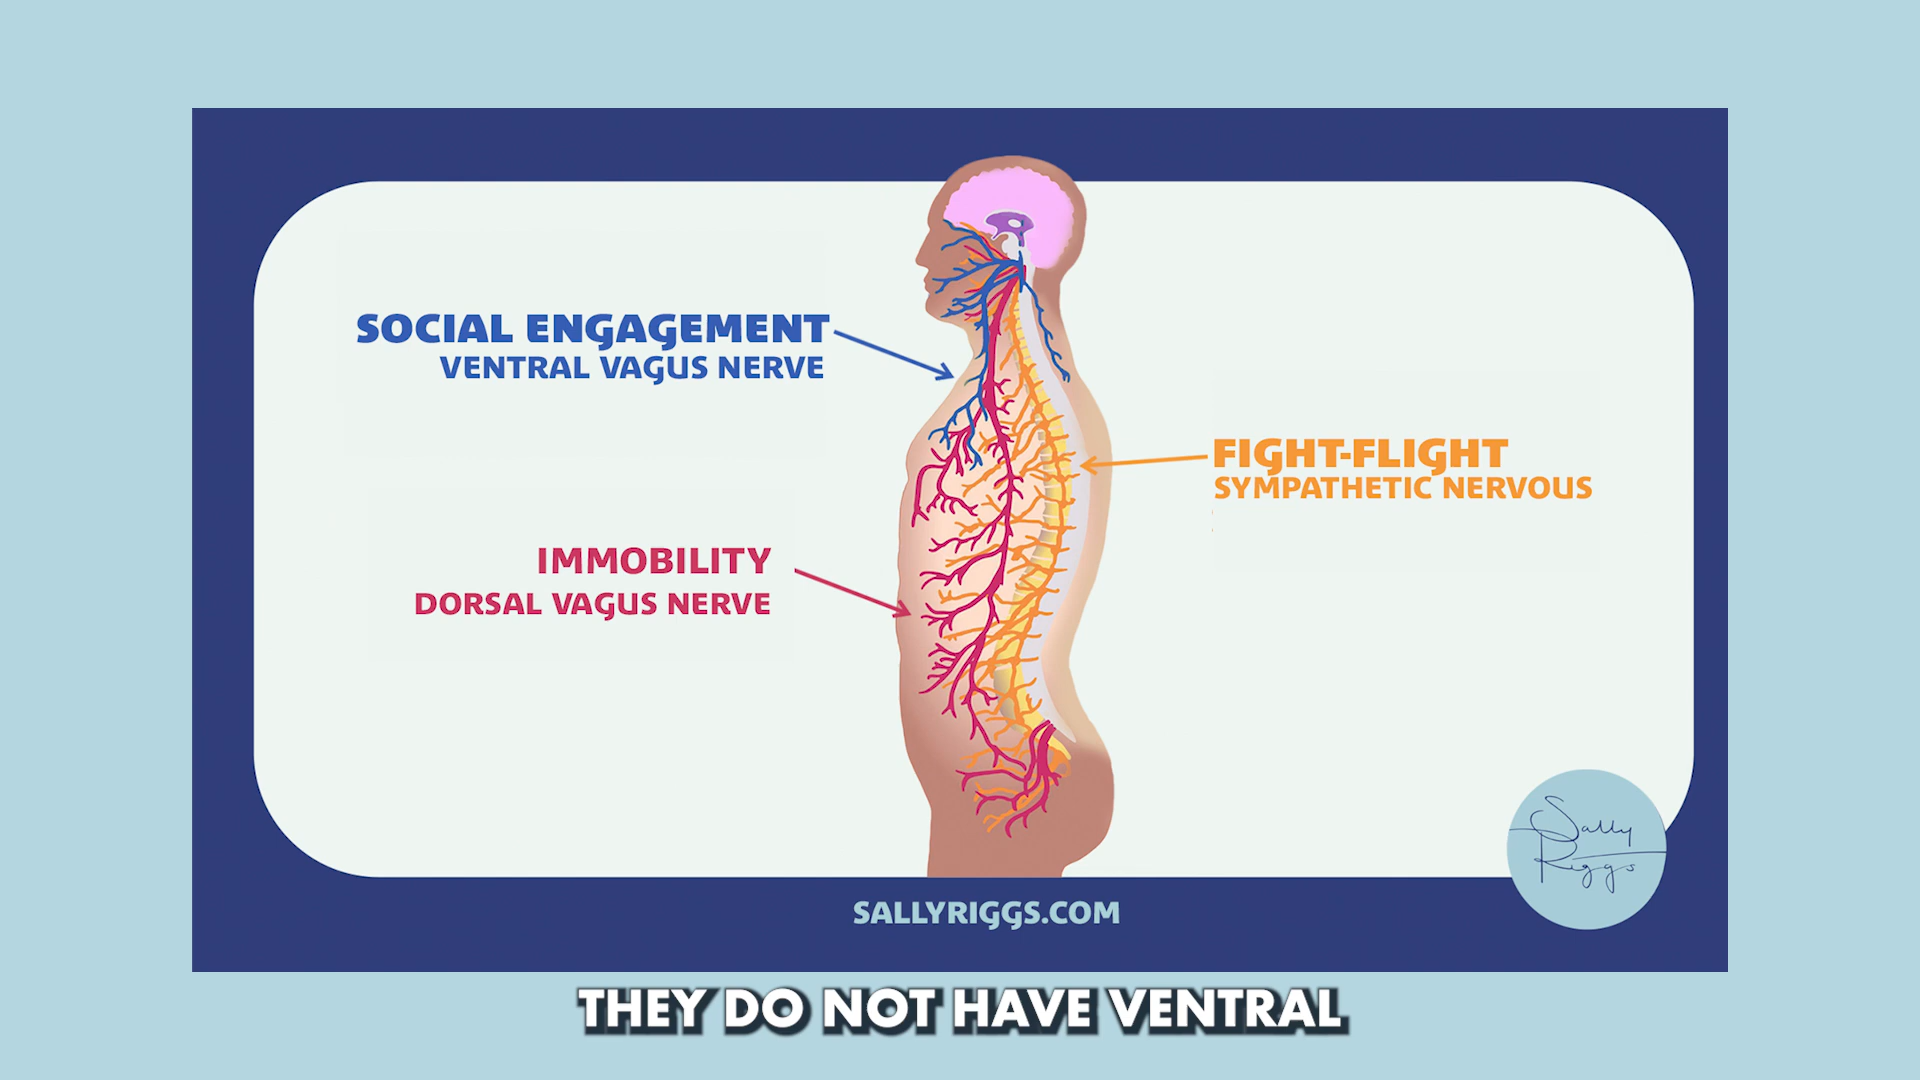 SOCIAL ENGAGEMENT
VENTRAL VAGUS NERVE
FIGHT-FLIGHT
SYMPATHETIC NERVOUS
IMMOBILITY
DORSAL VAGUS NERVE
Sally
Riggs
SALLYRIGGS.COM
THEY DO NOT HAVE VENTRAL